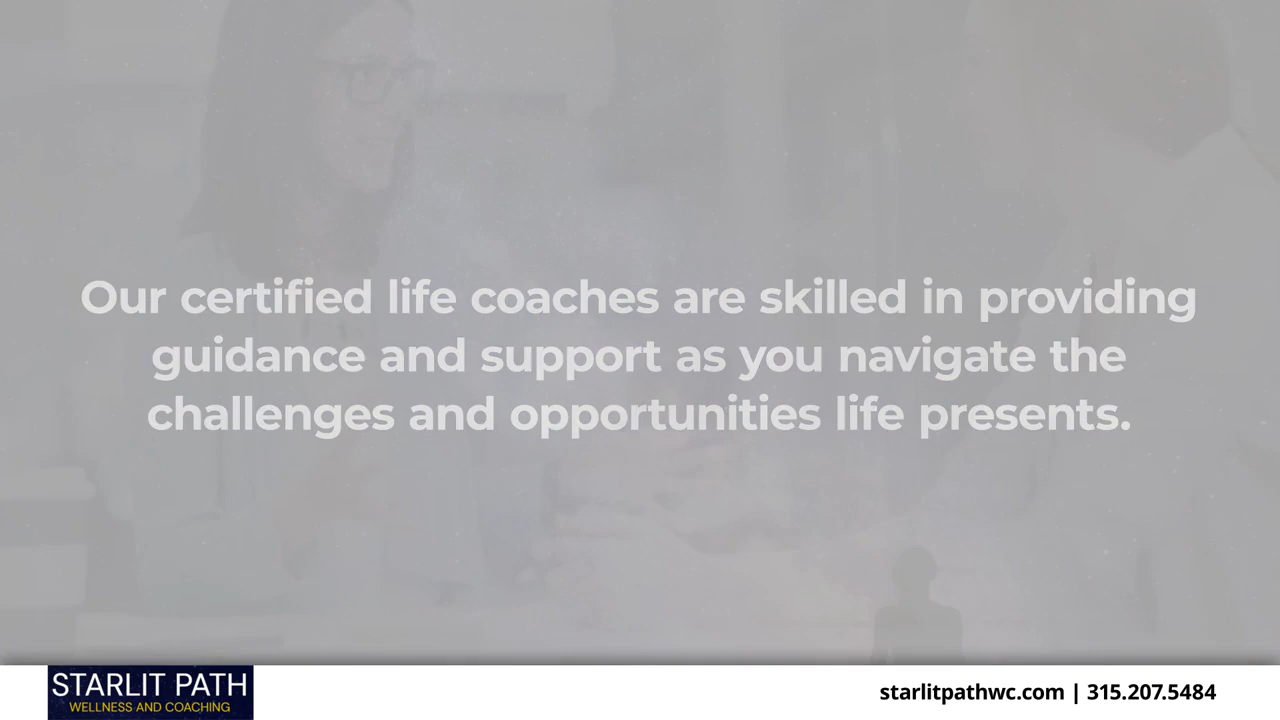 Our certified life coaches are skilled in providing
guidance and support as you navigate the
challenges and opportunities life presents.
STARLIT PATH
WELLNESS AND COACHING
starlitpathwc.com | 315.207.5484